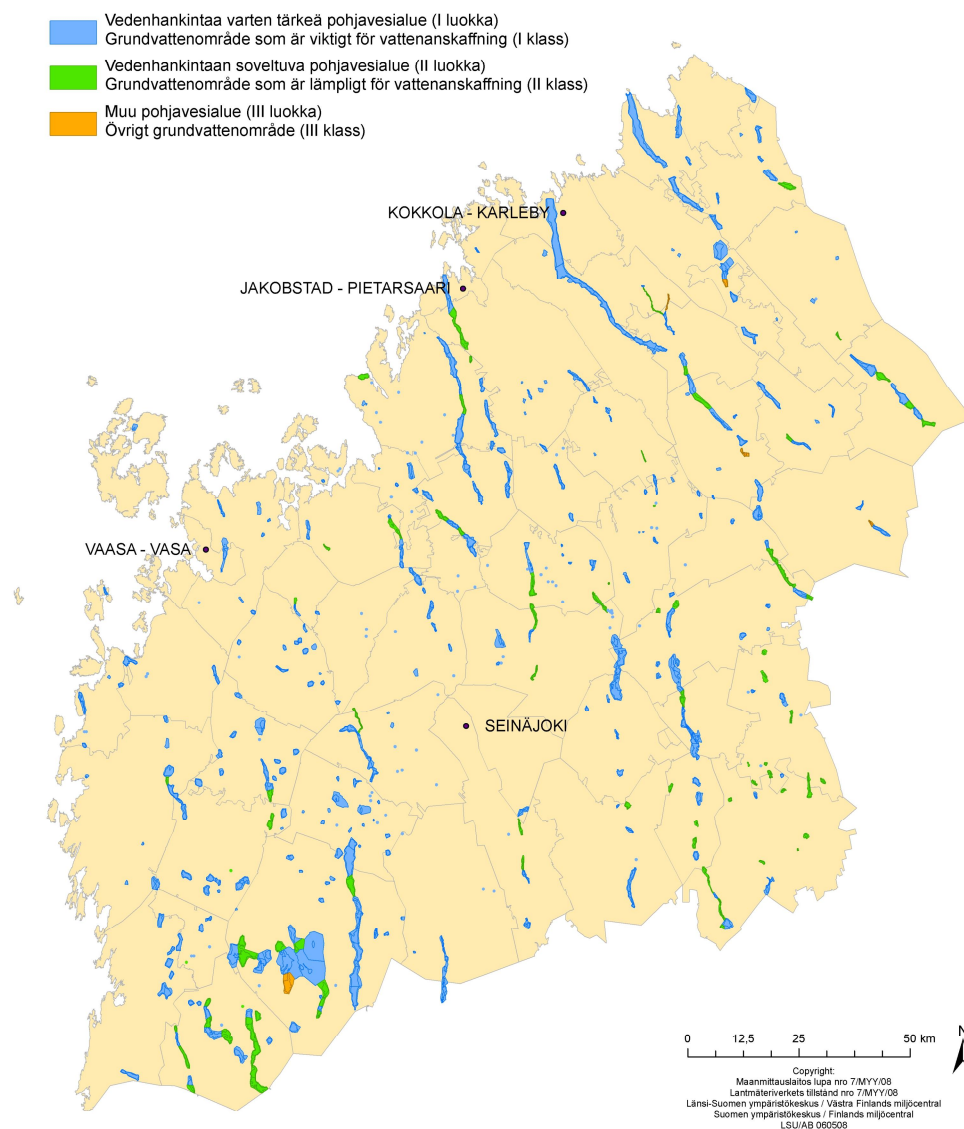 Vedenhankintaa varten tärkeä pohjavesialue (I luokka)
Grundvattenområde som är viktigt för vattenanskaffning (I klass)
Vedenhankintaan soveltuva pohjavesialue (II luokka)
Grundvattenområde som är lämpligt för vattenanskaffning (II klass)
Muu pohjavesialue (III luokka)
Övrigt grundvattenområde (III klass)
KOKKOLA - KARLEBY
JAKOBSTAD - PIETARSAARI
VAASA - VASA
SEINÄJOKI
0 12,5 25 50 km
N
Copyright:
Maanmittauslaitos lupa nro 7/MYY/08
Lantmäteriverkets tillstånd nro 7/MYY/08
Länsi-Suomen ympäristökeskus / Västra Finlands miljöcentral
Suomen ympäristökeskus / Finlands miljöcentral
LSU/AB 060508